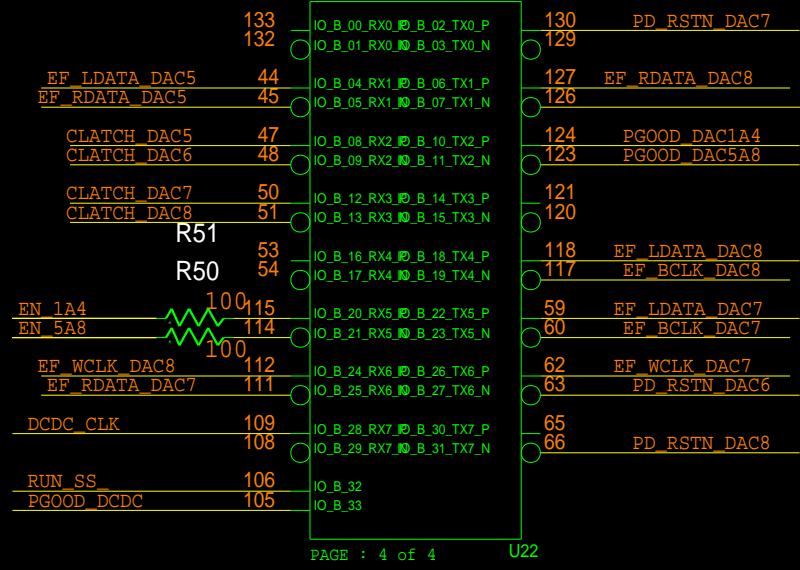 133 IO_B_00_RX0_P IO_B_02_TX0_P 130 PD_RSTN_DAC7
132 IO_B_01_RX0_N IO_B_03_TX0_N 129
EF_LDATA_DAC5 44 IO_B_04_RX1_P IO_B_06_TX1_P 127 EF_RDATA_DAC8
EF_RDATA_DAC5 45 IO_B_05_RX1_N IO_B_07_TX1_N 126
CLATCH_DAC5 47 IO_B_08_RX2_P IO_B_10_TX2_P 124 PGOOD_DAC1A4
CLATCH_DAC6 48 IO_B_09_RX2_N IO_B_11_TX2_N 123 PGOOD_DAC5A8
CLATCH_DAC7 50 IO_B_12_RX3_P IO_B_14_TX3_P 121
CLATCH_DAC8 51 IO_B_13_RX3_N IO_B_15_TX3_N 120
R51
53 IO_B_16_RX4_P IO_B_18_TX4_P 118 EF_LDATA_DAC8
R50 54 IO_B_17_RX4_N IO_B_19_TX4_N 117 EF_BCLK_DAC8
EN_1A4 100 115 IO_B_20_RX5_P IO_B_22_TX5_P 59 EF_LDATA_DAC7
EN_5A8 114 IO_B_21_RX5_N IO_B_23_TX5_N 60 EF_BCLK_DAC7
100
EF_WCLK_DAC8 112 IO_B_24_RX6_P IO_B_26_TX6_P 62 EF_WCLK_DAC7
EF_RDATA_DAC7 111 IO_B_25_RX6_N IO_B_27_TX6_N 63 PD_RSTN_DAC6
DCDC_CLK 109 IO_B_28_RX7_P IO_B_30_TX7_P 65
108 IO_B_29_RX7_N IO_B_31_TX7_N 66 PD_RSTN_DAC8
RUN_SS_ 106 IO_B_32
PGOOD_DCDC 105 IO_B_33
PAGE : 4 of 4 U22